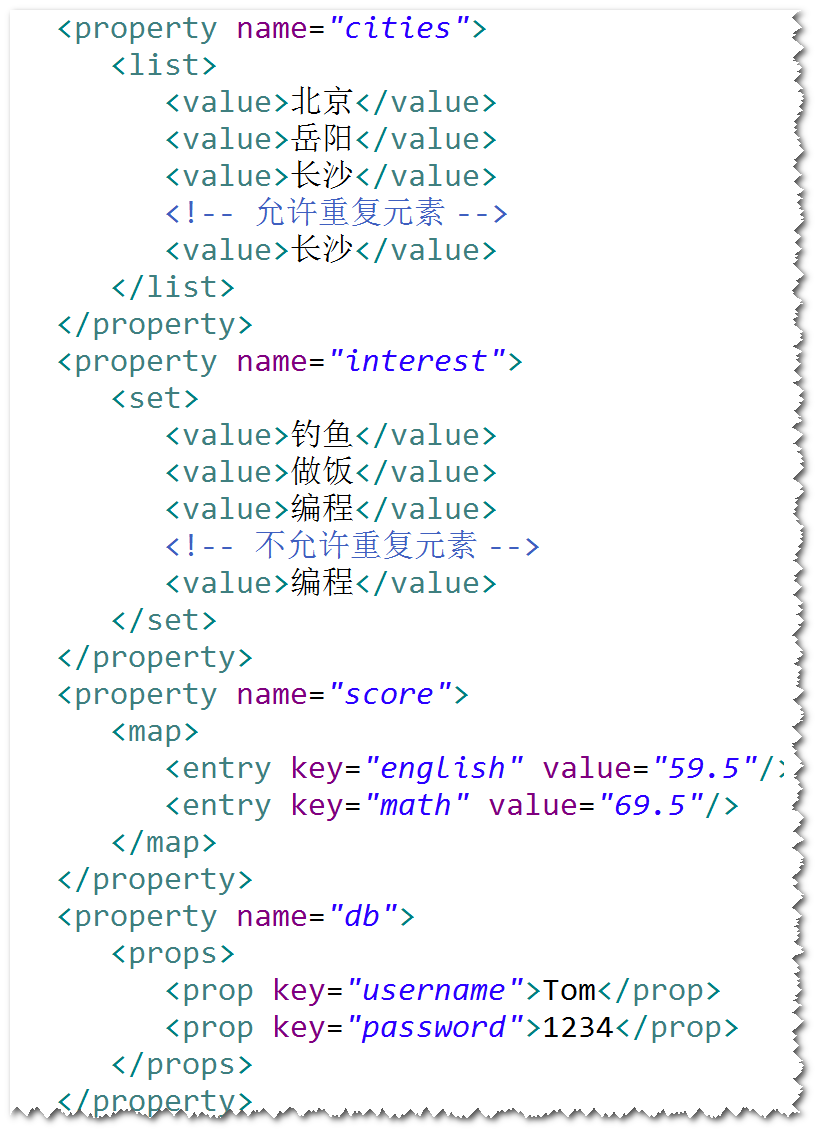 <property name="cities">
<list>
<value>北京</value>
<value>岳阳</value>
<value>长沙</value>
<!-- 允许重复元素 -->
<value>长沙</value>
</list>
</property>
<property name="interest">
<set>
<value>钓鱼</value>
<value>做饭</value>
<value>编程</value>
<!-- 不允许重复元素 -->
<value>编程</value>
</set>
</property>
<property name="score">
<map>
<entry key="english" value="59.5"/>
<entry key="math" value="69.5"/>
</map>
</property>
<property name="db">
<props>
<prop key="username">Tom</prop>
<prop key="password">1234</prop>
</props>
</property>